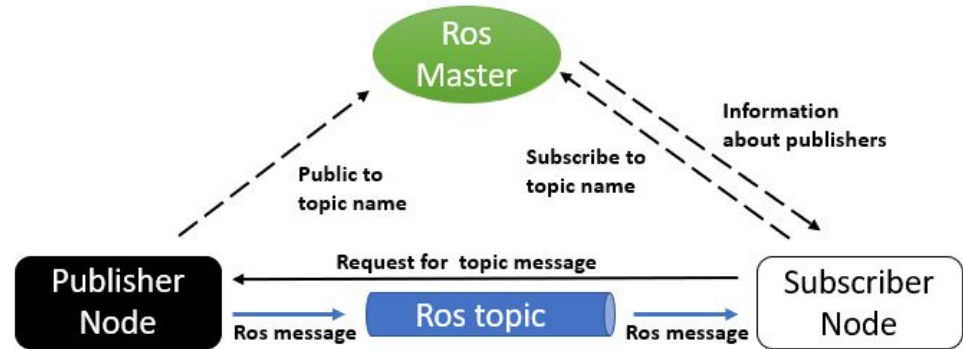 Ros
Master
Information
about publishers
Subscribe to
topic name
Public to
topic name
Publisher
Node
Request for topic message
Subscriber
Node
Ros message
Ros topic
Ros message